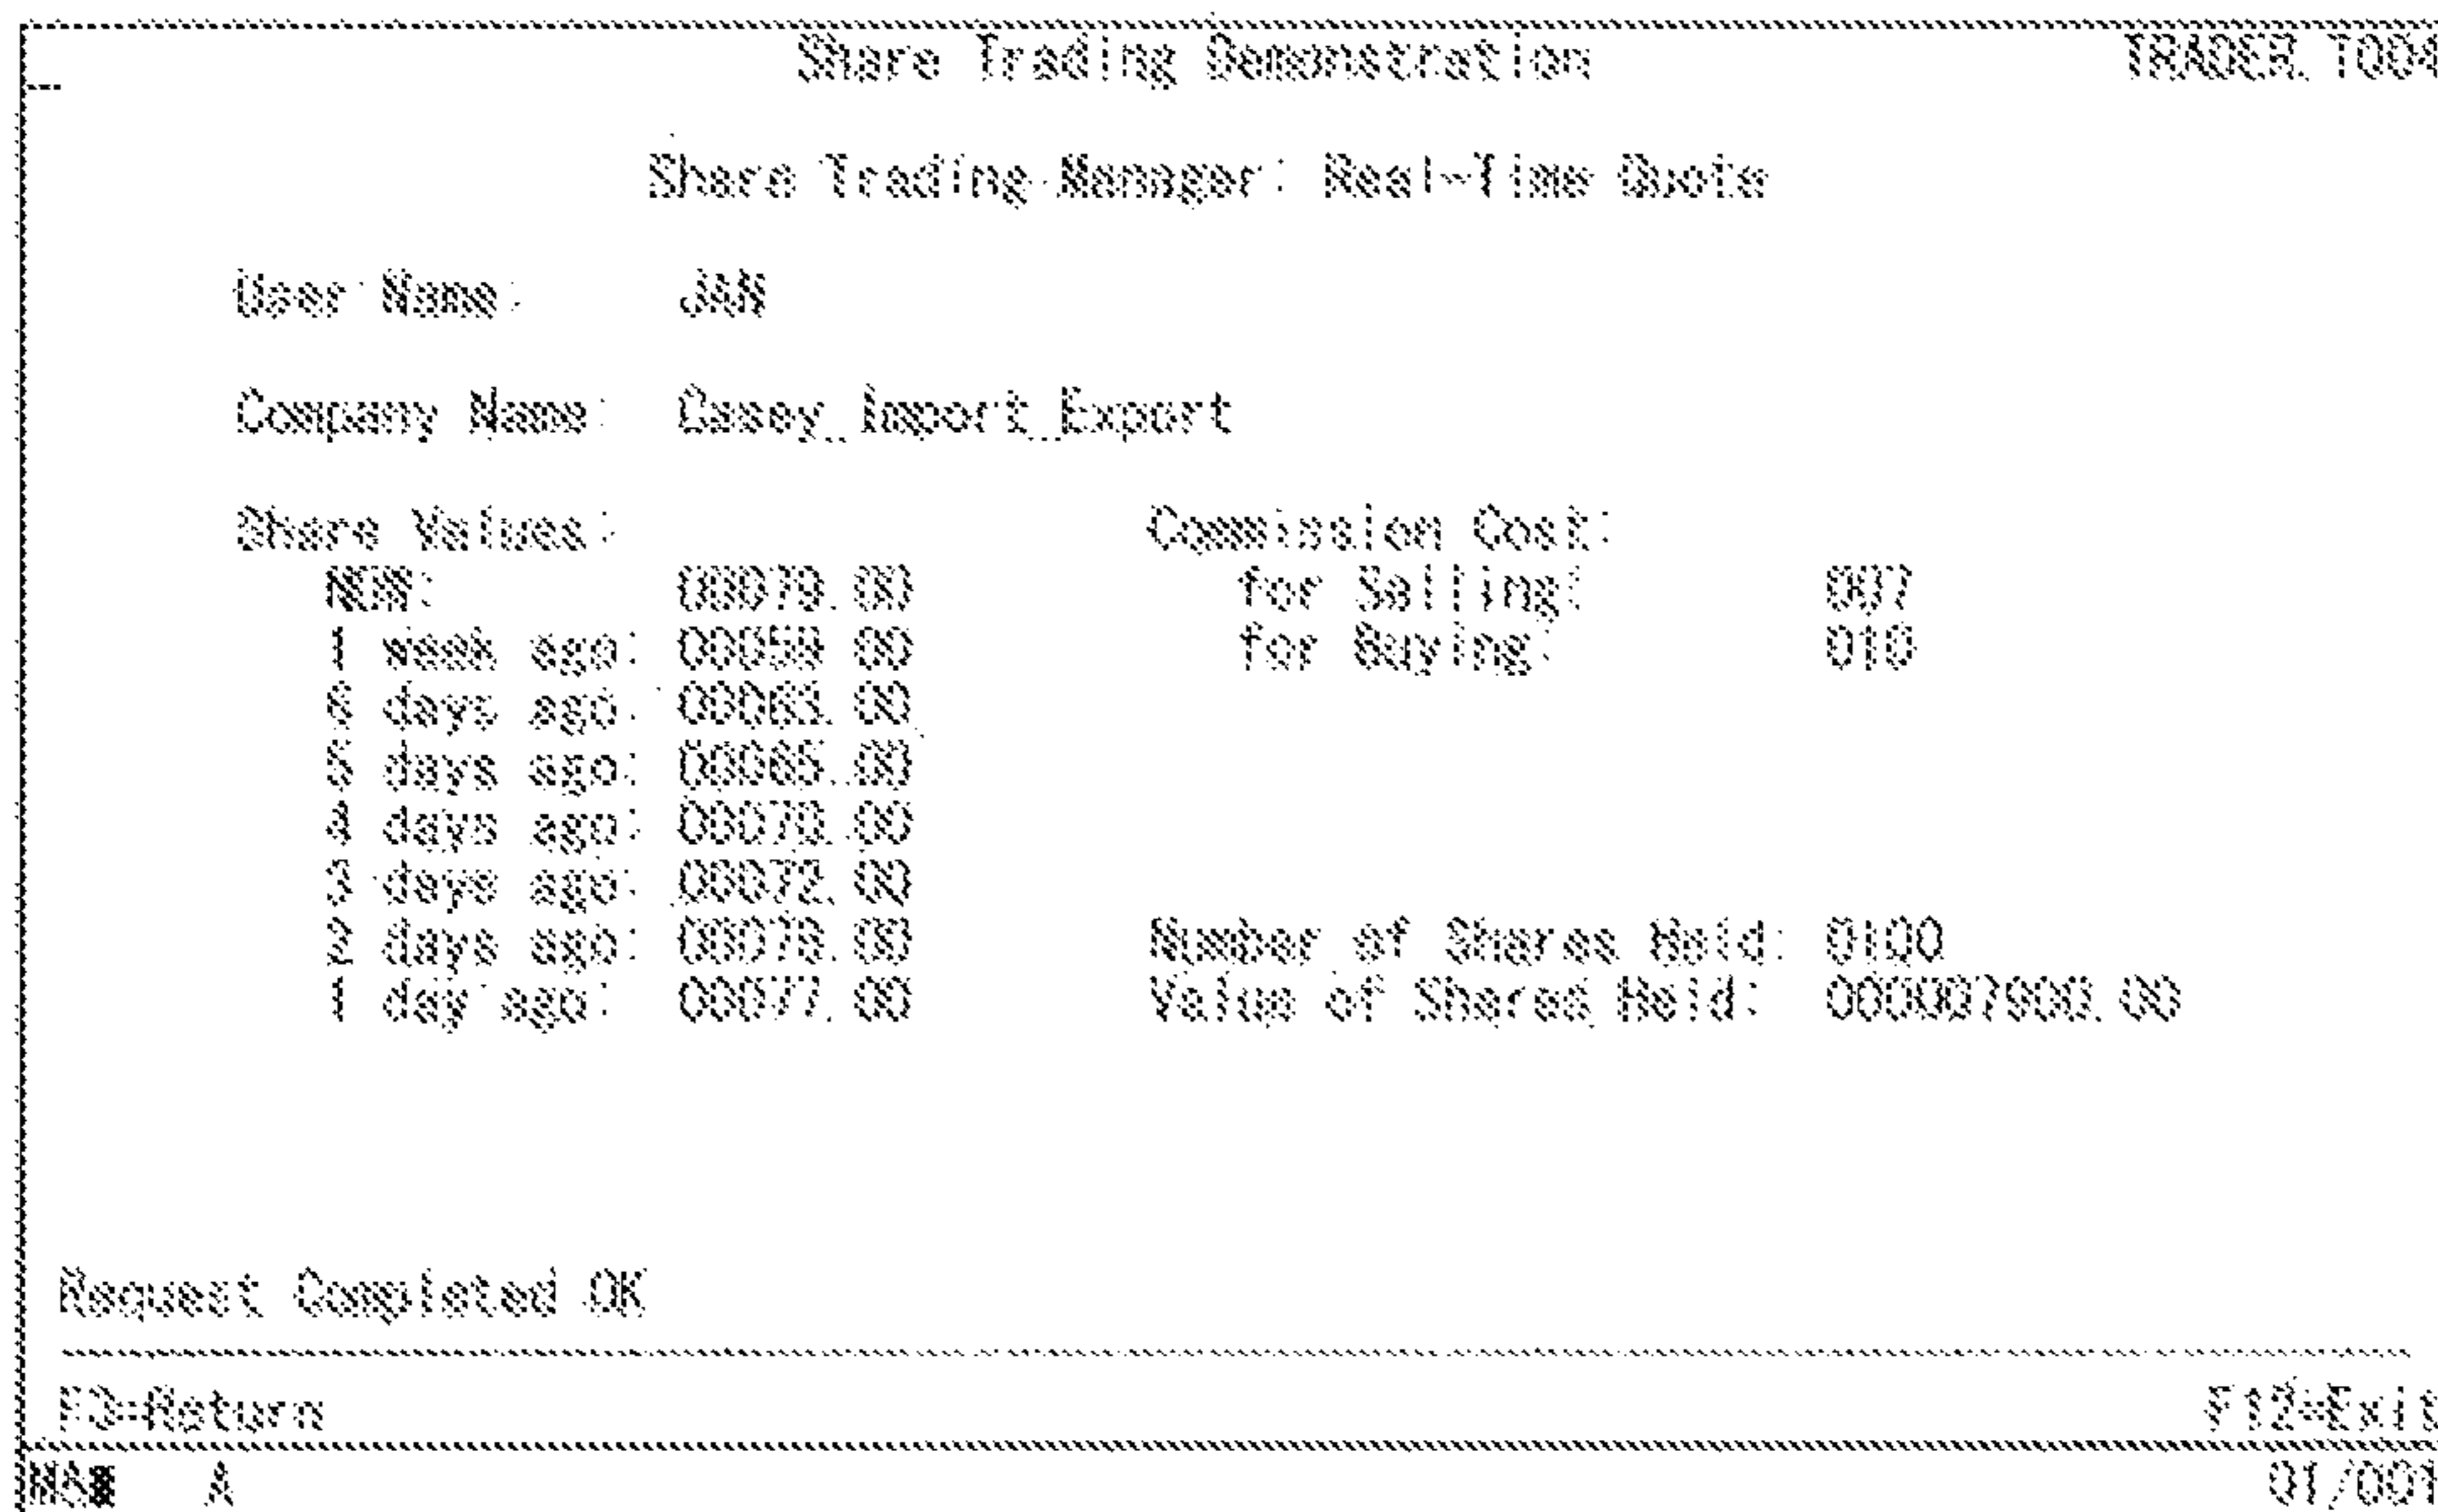 Share Trading Demonstration TRADER.T004
Share Trading Manager: Real-Time Quote
User Name: JAN
Company Name: Casey_Import_Export
Share Values: Commission Cost:
NOW: 00079.00 for Selling: 007
1 week ago: 00059.00 for Buying: 010
6 days ago: 00063.00
5 days ago: 00065.00
4 days ago: 00070.00
3 days ago: 00072.00
2 days ago: 00078.00 Number of Shares Held: 0100
1 day ago: 00077.00 Value of Shares Held: 000007900.00
Request Completed OK
F3=Return F12=Exit
A 01/001